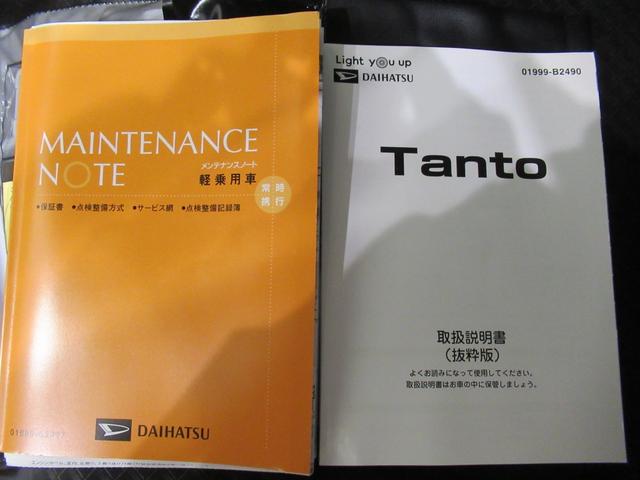 MAINTENANCE
NOTE
メンテナンスノート
軽乗用車
常時
携行
●保証書 ●点検整備方式 ●サービス網 ●点検整備記録簿
DAIHATSU
Light you up
DAIHATSU
01999-B2490
Tanto
取扱説明書
(抜粋版)
よくお読みになって使用してください。
取扱説明書はお車の中に保管しましょう。